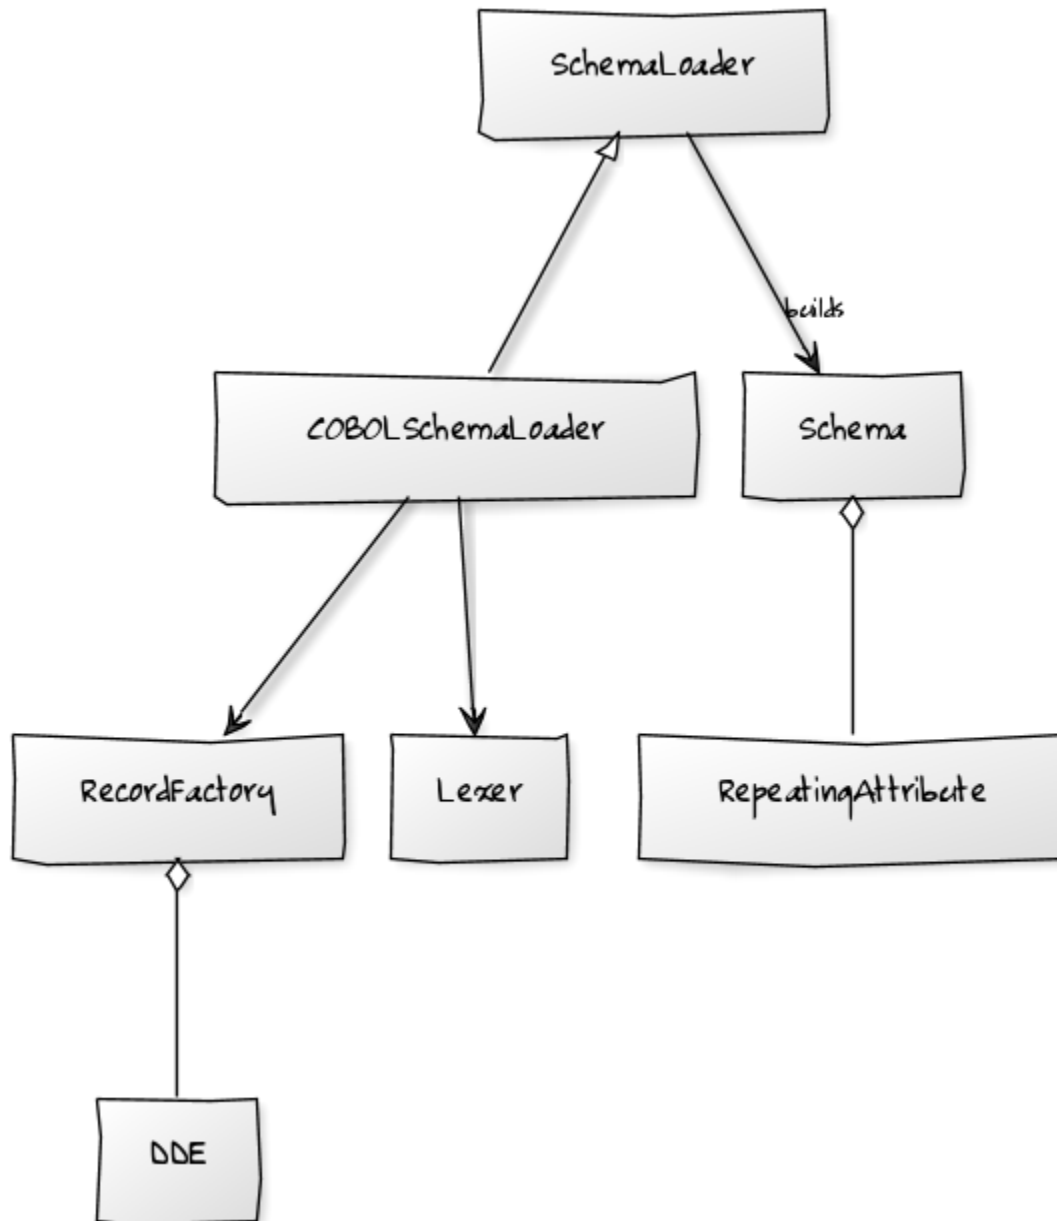 SchemaLoader
builds
COBOLSchemaLoader
Schema
RecordFactory
Lexer
RepeatingAttribute
DDE